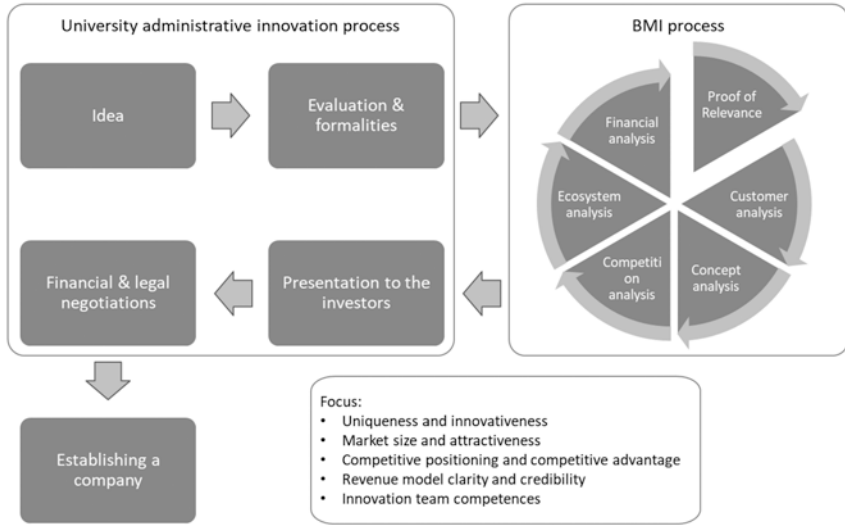 University administrative innovation process
Idea
Evaluation &
formalities
Financial & legal
negotiations
Presentation to the
investors
Establishing a
company
BMI process
Proof of
Relevance
Customer
analysis
Concept
analysis
Competiti
on
analysis
Ecosystem
analysis
Financial
analysis
Focus:
• Uniqueness and innovativeness
• Market size and attractiveness
• Competitive positioning and competitive advantage
• Revenue model clarity and credibility
• Innovation team competences